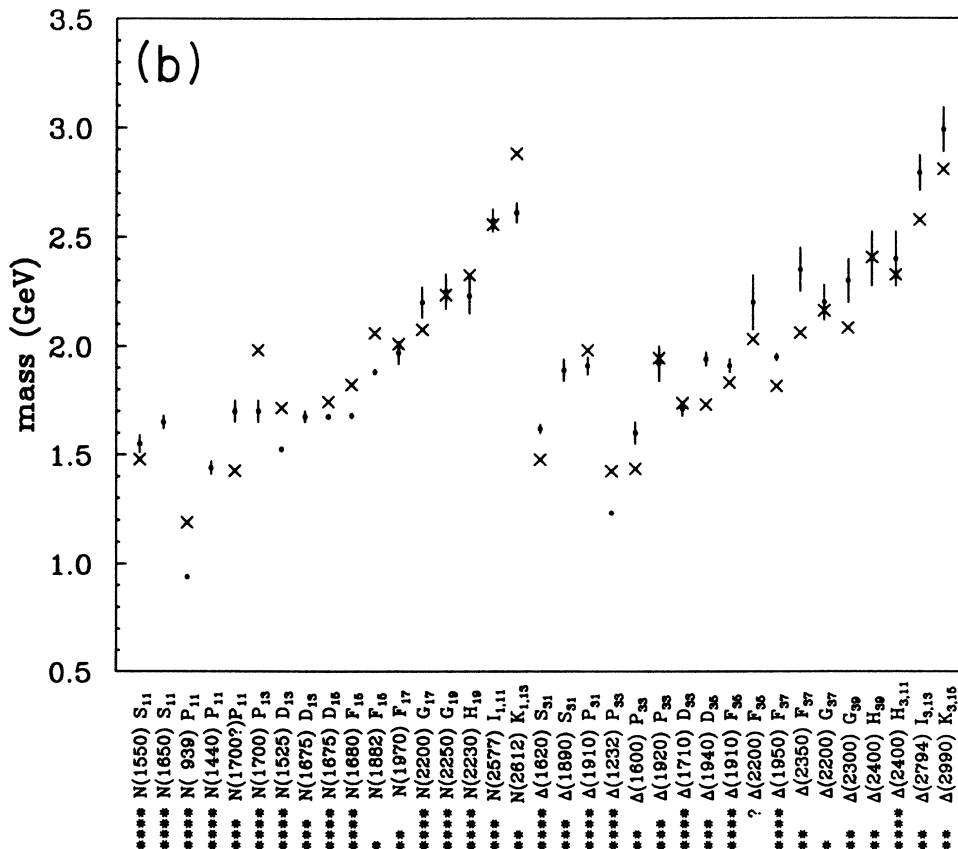 (b)
mass (GeV)
3.5
3.0
2.5
2.0
1.5
1.0
0.5
**** N(1550) S₁₁
**** N(1650) S₁₁
**** N( 939) P₁₁
**** N(1440) P₁₁
*** N(1700?)P₁₁
**** N(1700) P₁₃
**** N(1525) D₁₃
*** N(1675) D₁₃
**** N(1675) D₁₅
**** N(1680) F₁₅
* N(1882) F₁₅
** N(1970) F₁₇
**** N(2200) G₁₇
**** N(2250) G₁₉
**** N(2230) H₁₉
*** N(2577) I₁,₁₁
** N(2612) K₁,₁₃
**** Δ(1620) S₃₁
*** Δ(1890) S₃₁
**** Δ(1910) P₃₁
**** Δ(1232) P₃₃
** Δ(1600) P₃₃
*** Δ(1920) P₃₃
**** Δ(1710) D₃₃
*** Δ(1940) D₃₅
**** Δ(1910) F₃₅
? Δ(2200) F₃₅
**** Δ(1950) F₃₇
** Δ(2350) F₃₇
* Δ(2200) G₃₇
** Δ(2300) G₃₉
** Δ(2400) H₃₉
**** Δ(2400) H₃,₁₁
** Δ(2794) I₃,₁₃
** Δ(2990) K₃,₁₅